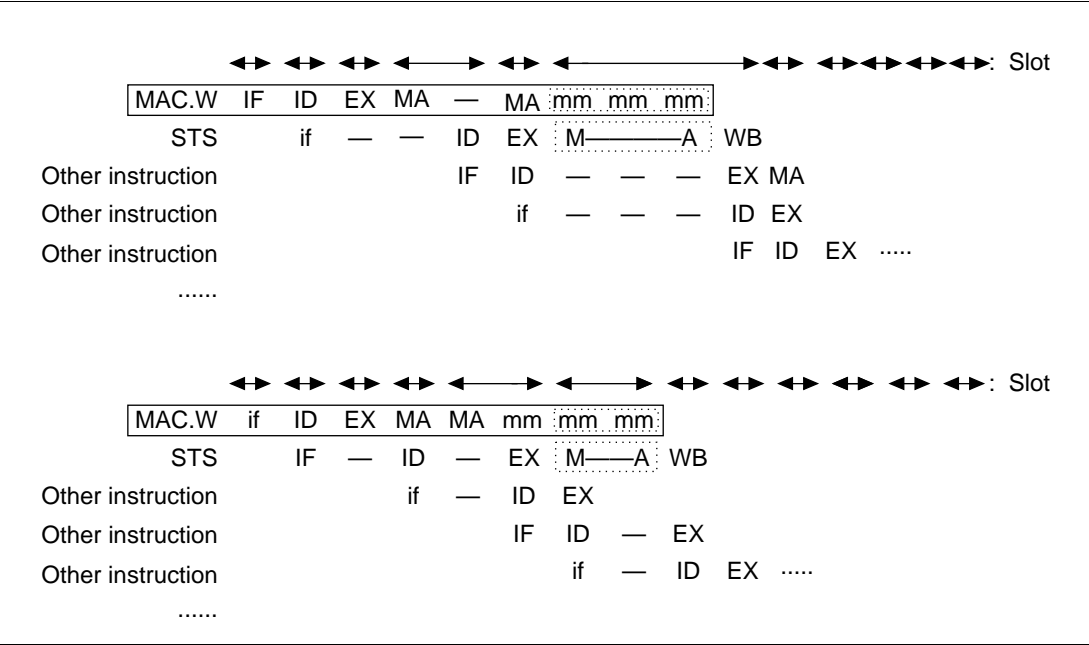 : Slot
MAC.W IF ID EX MA — MA mm mm mm
STS if — — ID EX M————A WB
Other instruction IF ID — — — EX MA
Other instruction if — — — ID EX
Other instruction IF ID EX .....
......
: Slot
MAC.W if ID EX MA MA mm mm mm
STS IF — ID — EX M——A WB
Other instruction if — ID EX
Other instruction IF ID — EX
Other instruction if — ID EX .....
......